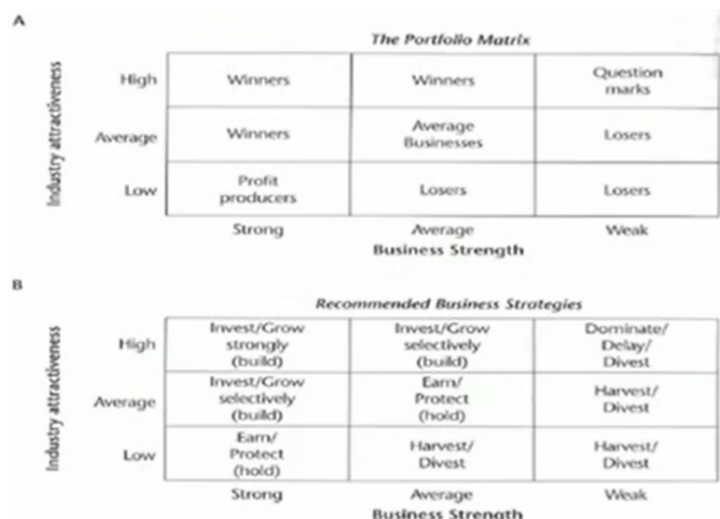 A
The Portfolio Matrix
Industry attractiveness
High
Winners
Winners
Question
marks
Average
Winners
Average
Businesses
Losers
Low
Profit
producers
Losers
Losers
Strong
Average
Weak
Business Strength
B
Recommended Business Strategies
Industry attractiveness
High
Invest/Grow
strongly
(build)
Invest/Grow
selectively
(build)
Dominate/
Delay/
Divest
Average
Invest/Grow
selectively
(build)
Earn/
Protect
(hold)
Harvest/
Divest
Low
Earn/
Protect
(hold)
Harvest/
Divest
Harvest/
Divest
Strong
Average
Weak
Business Strength